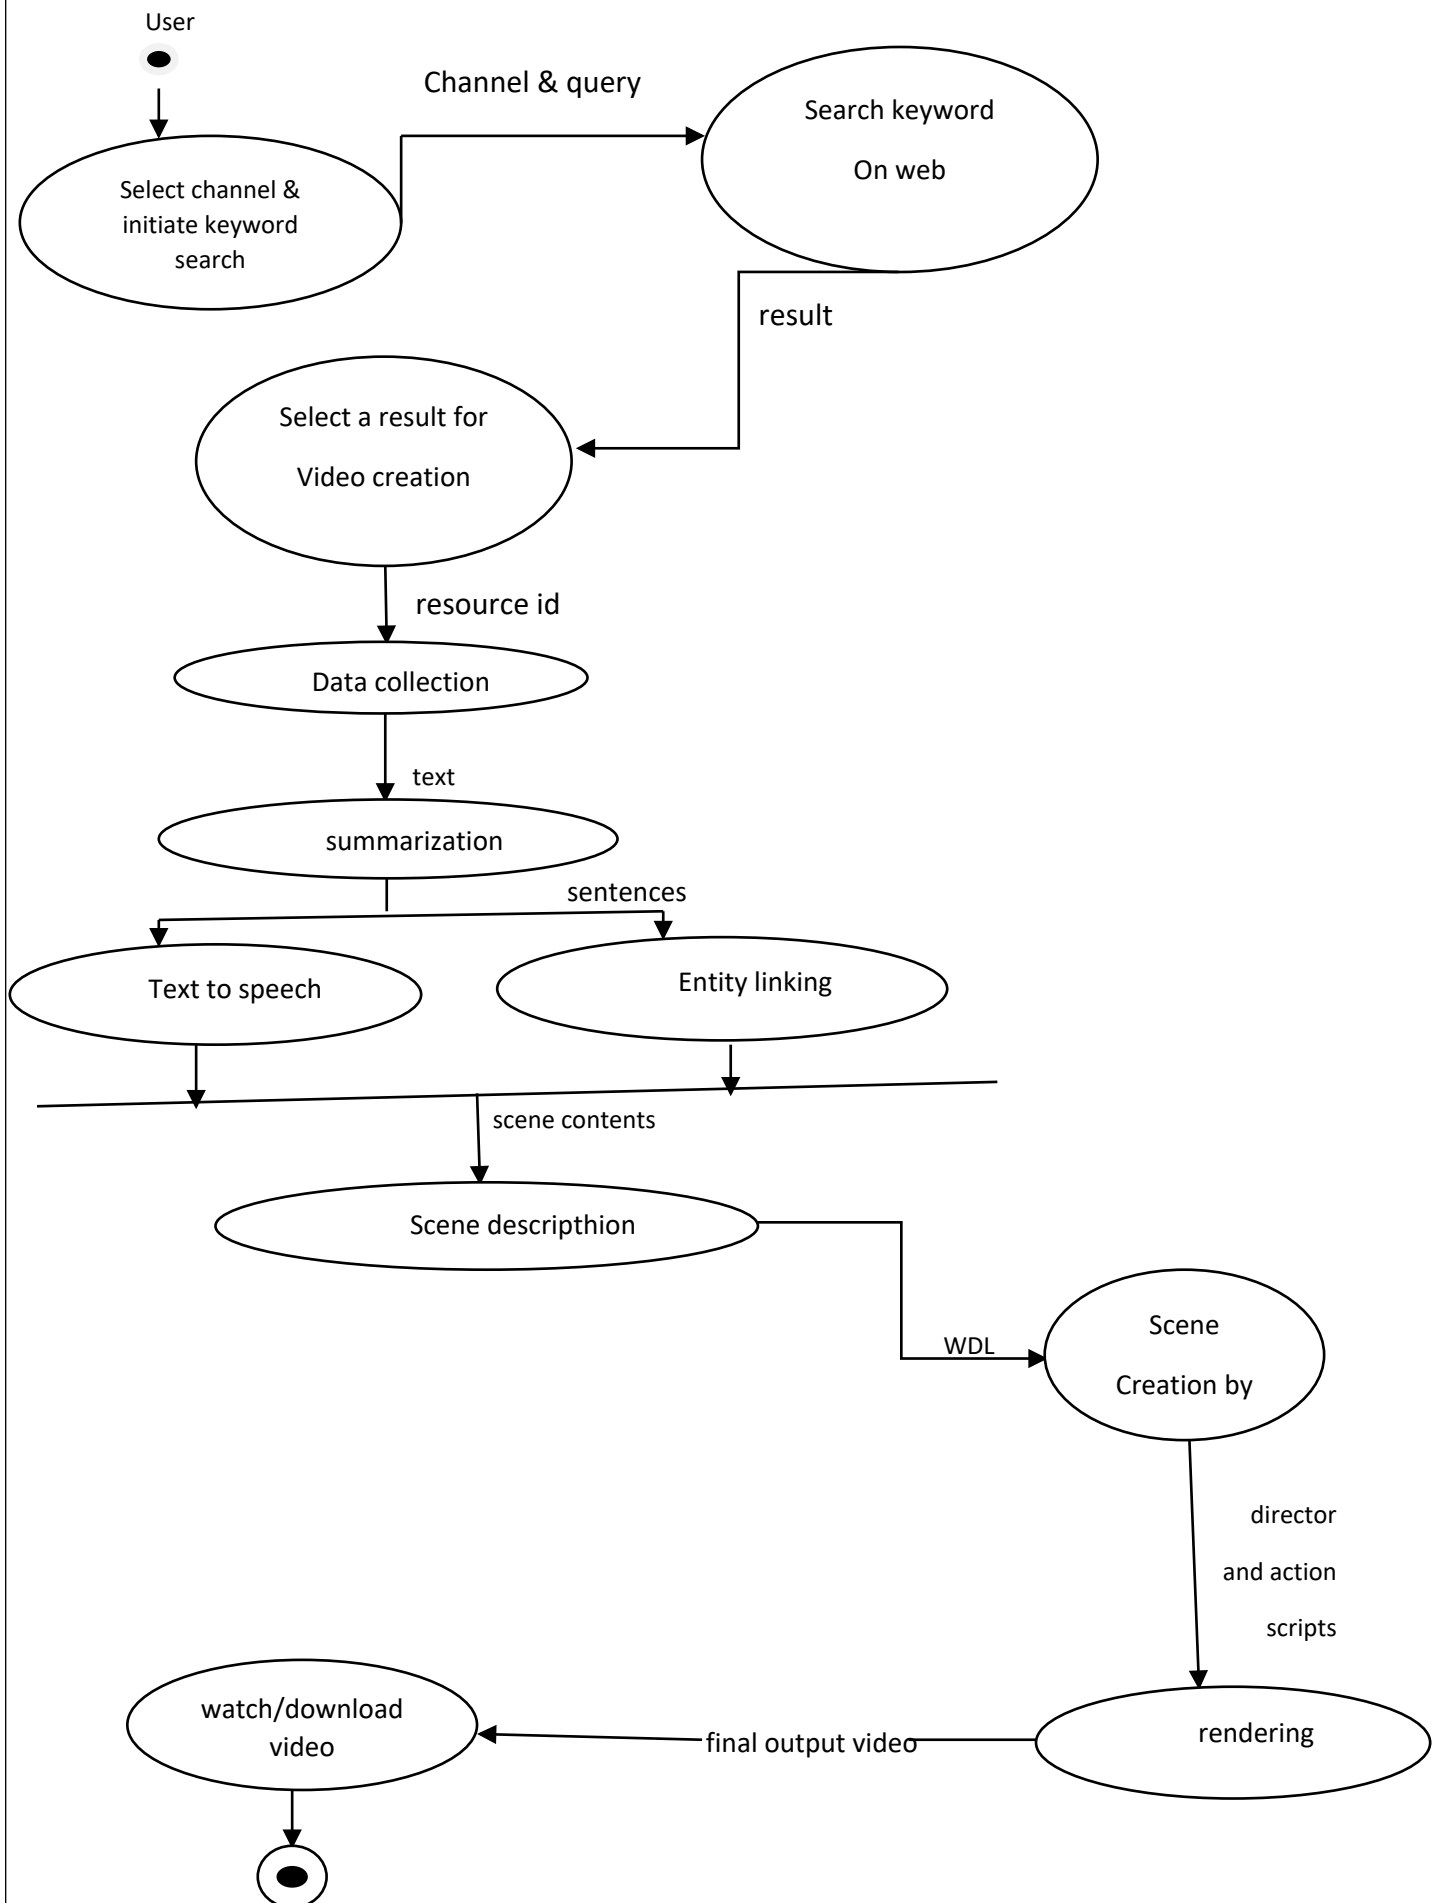 User
Channel & query
Search keyword
On web
Select channel &
initiate keyword
search
result
Select a result for
Video creation
resource id
Data collection
text
summarization
sentences
Text to speech
Entity linking
scene contents
Scene descripthion
WDL
Scene
Creation by
director
and action
scripts
watch/download
video
final output video
rendering